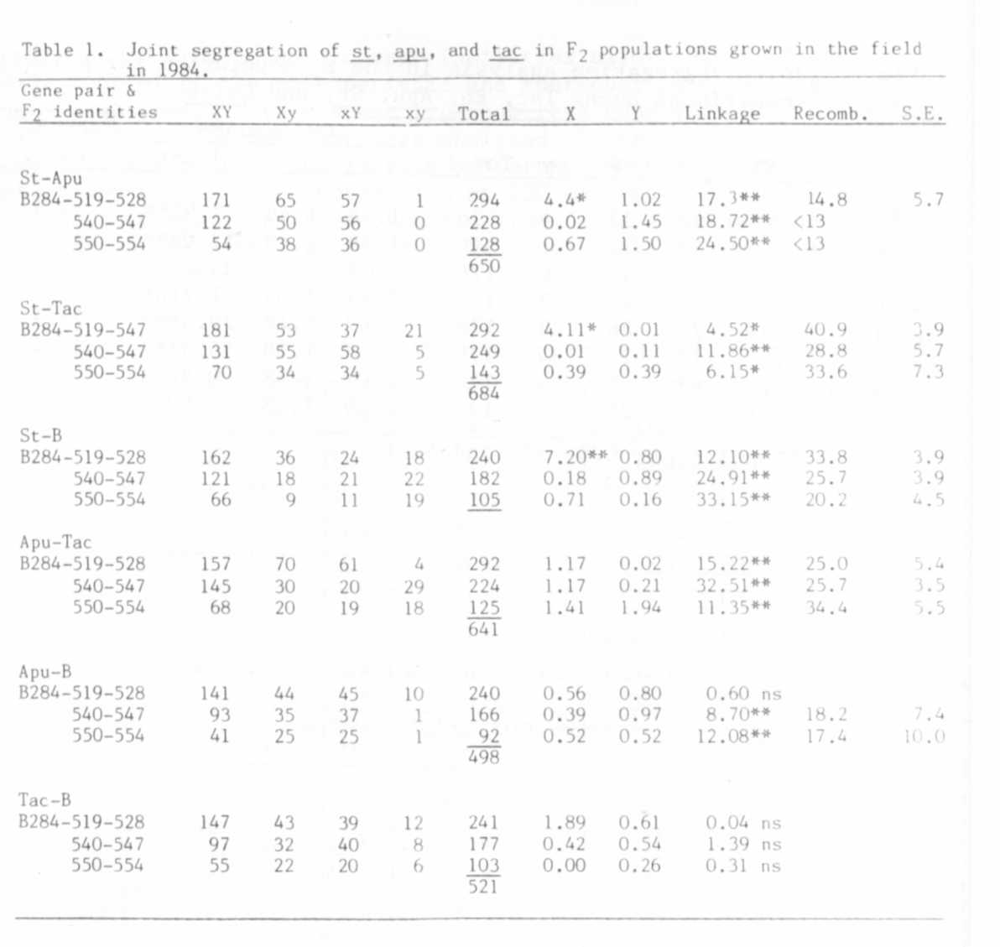 Table 1. Joint segregation of st, apu, and tac in F2 populations grown in the field
in 1984.
Gene pair &
F2 identities XY Xy xY xy Total X Y Linkage Recomb. S.E.
St-Apu
B284-519-528 171 65 57 1 294 4.4* 1.02 17.3** 14.8 5.7
540-547 122 50 56 0 228 0.02 1.45 18.72** <13
550-554 54 38 36 0 128 0.67 1.50 24.50** <13
650
St-Tac
B284-519-547 181 53 37 21 292 4.11* 0.01 4.52* 40.9 3.9
540-547 131 55 58 5 249 0.01 0.11 11.86** 28.8 5.7
550-554 70 34 34 5 143 0.39 0.39 6.15* 33.6 7.3
684
St-B
B284-519-528 162 36 24 18 240 7.20** 0.80 12.10** 33.8 3.9
540-547 121 18 21 22 182 0.18 0.89 24.91** 25.7 3.9
550-554 66 9 11 19 105 0.71 0.16 33.15** 20.2 4.5
Apu-Tac
B284-519-528 157 70 61 4 292 1.17 0.02 15.22** 25.0 5.4
540-547 145 30 20 29 224 1.17 0.21 32.51** 25.7 3.5
550-554 68 20 19 18 125 1.41 1.94 11.35** 34.4 5.5
641
Apu-B
B284-519-528 141 44 45 10 240 0.56 0.80 0.60 ns
540-547 93 35 37 1 166 0.39 0.97 8.70** 18.2 7.4
550-554 41 25 25 1 92 0.52 0.52 12.08** 17.4 10.0
498
Tac-B
B284-519-528 147 43 39 12 241 1.89 0.61 0.04 ns
540-547 97 32 40 8 177 0.42 0.54 1.39 ns
550-554 55 22 20 6 103 0.00 0.26 0.31 ns
521